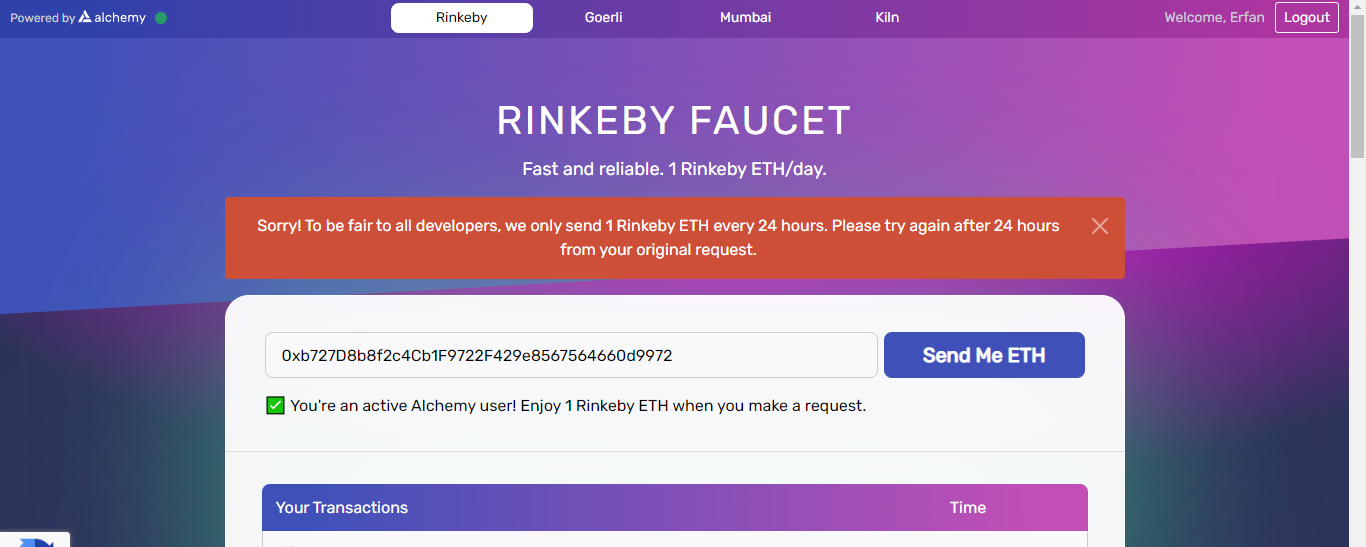 Powered by alchemy
Rinkeby
Goerli
Mumbai
Kiln
Welcome, Erfan
Logout
RINKEBY FAUCET
Fast and reliable. 1 Rinkeby ETH/day.
Sorry! To be fair to all developers, we only send 1 Rinkeby ETH every 24 hours. Please try again after 24 hours
from your original request.
0xb727D8b8f2c4Cb1F9722F429e8567564660d9972
Send Me ETH
You're an active Alchemy user! Enjoy 1 Rinkeby ETH when you make a request.
Your Transactions
Time